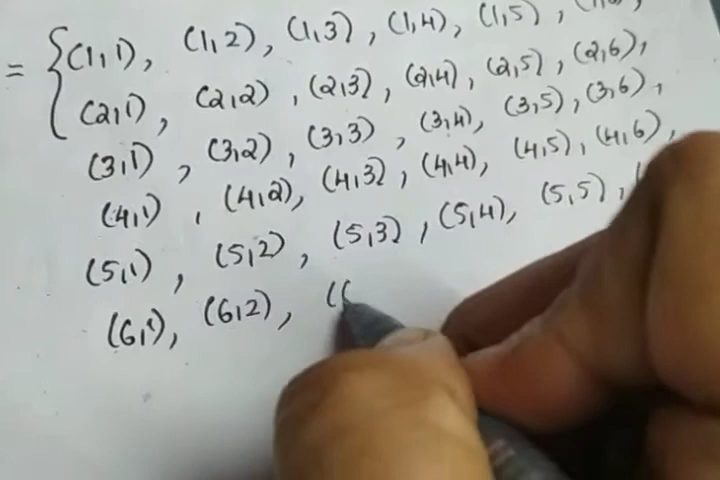 = { (1,1), (1,2), (1,3), (1,4), (1,5),
(2,1), (2,2), (2,3), (2,4), (2,5), (2,6),
(3,1), (3,2), (3,3), (3,4), (3,5), (3,6),
(4,1), (4,2), (4,3), (4,4), (4,5), (4,6),
(5,1), (5,2), (5,3), (5,4), (5,5),
(6,1), (6,2), (